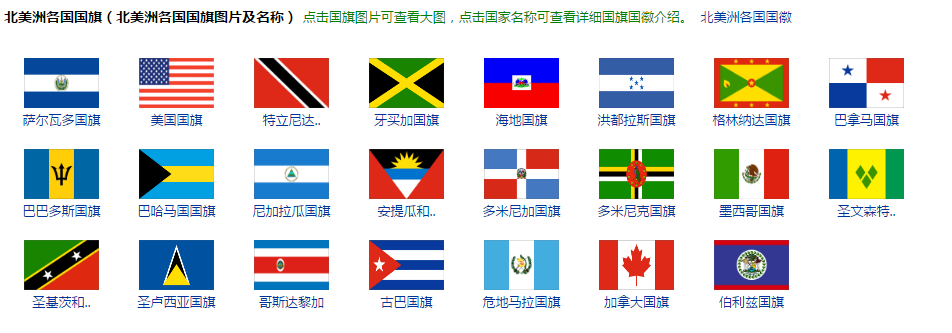 北美洲各国国旗（北美洲各国国旗图片及名称） 点击国旗图片可查看大图，点击国家名称可查看详细国旗国徽介绍。 北美洲各国国徽
萨尔瓦多国旗 美国国旗 特立尼达.. 牙买加国旗 海地国旗 洪都拉斯国旗 格林纳达国旗 巴拿马国旗
巴巴多斯国旗 巴哈马国国旗 尼加拉瓜国旗 安提瓜和.. 多米尼加国旗 多米尼克国旗 墨西哥国旗 圣文森特..
圣基茨和.. 圣卢西亚国旗 哥斯达黎加 古巴国旗 危地马拉国旗 加拿大国旗 伯利兹国旗